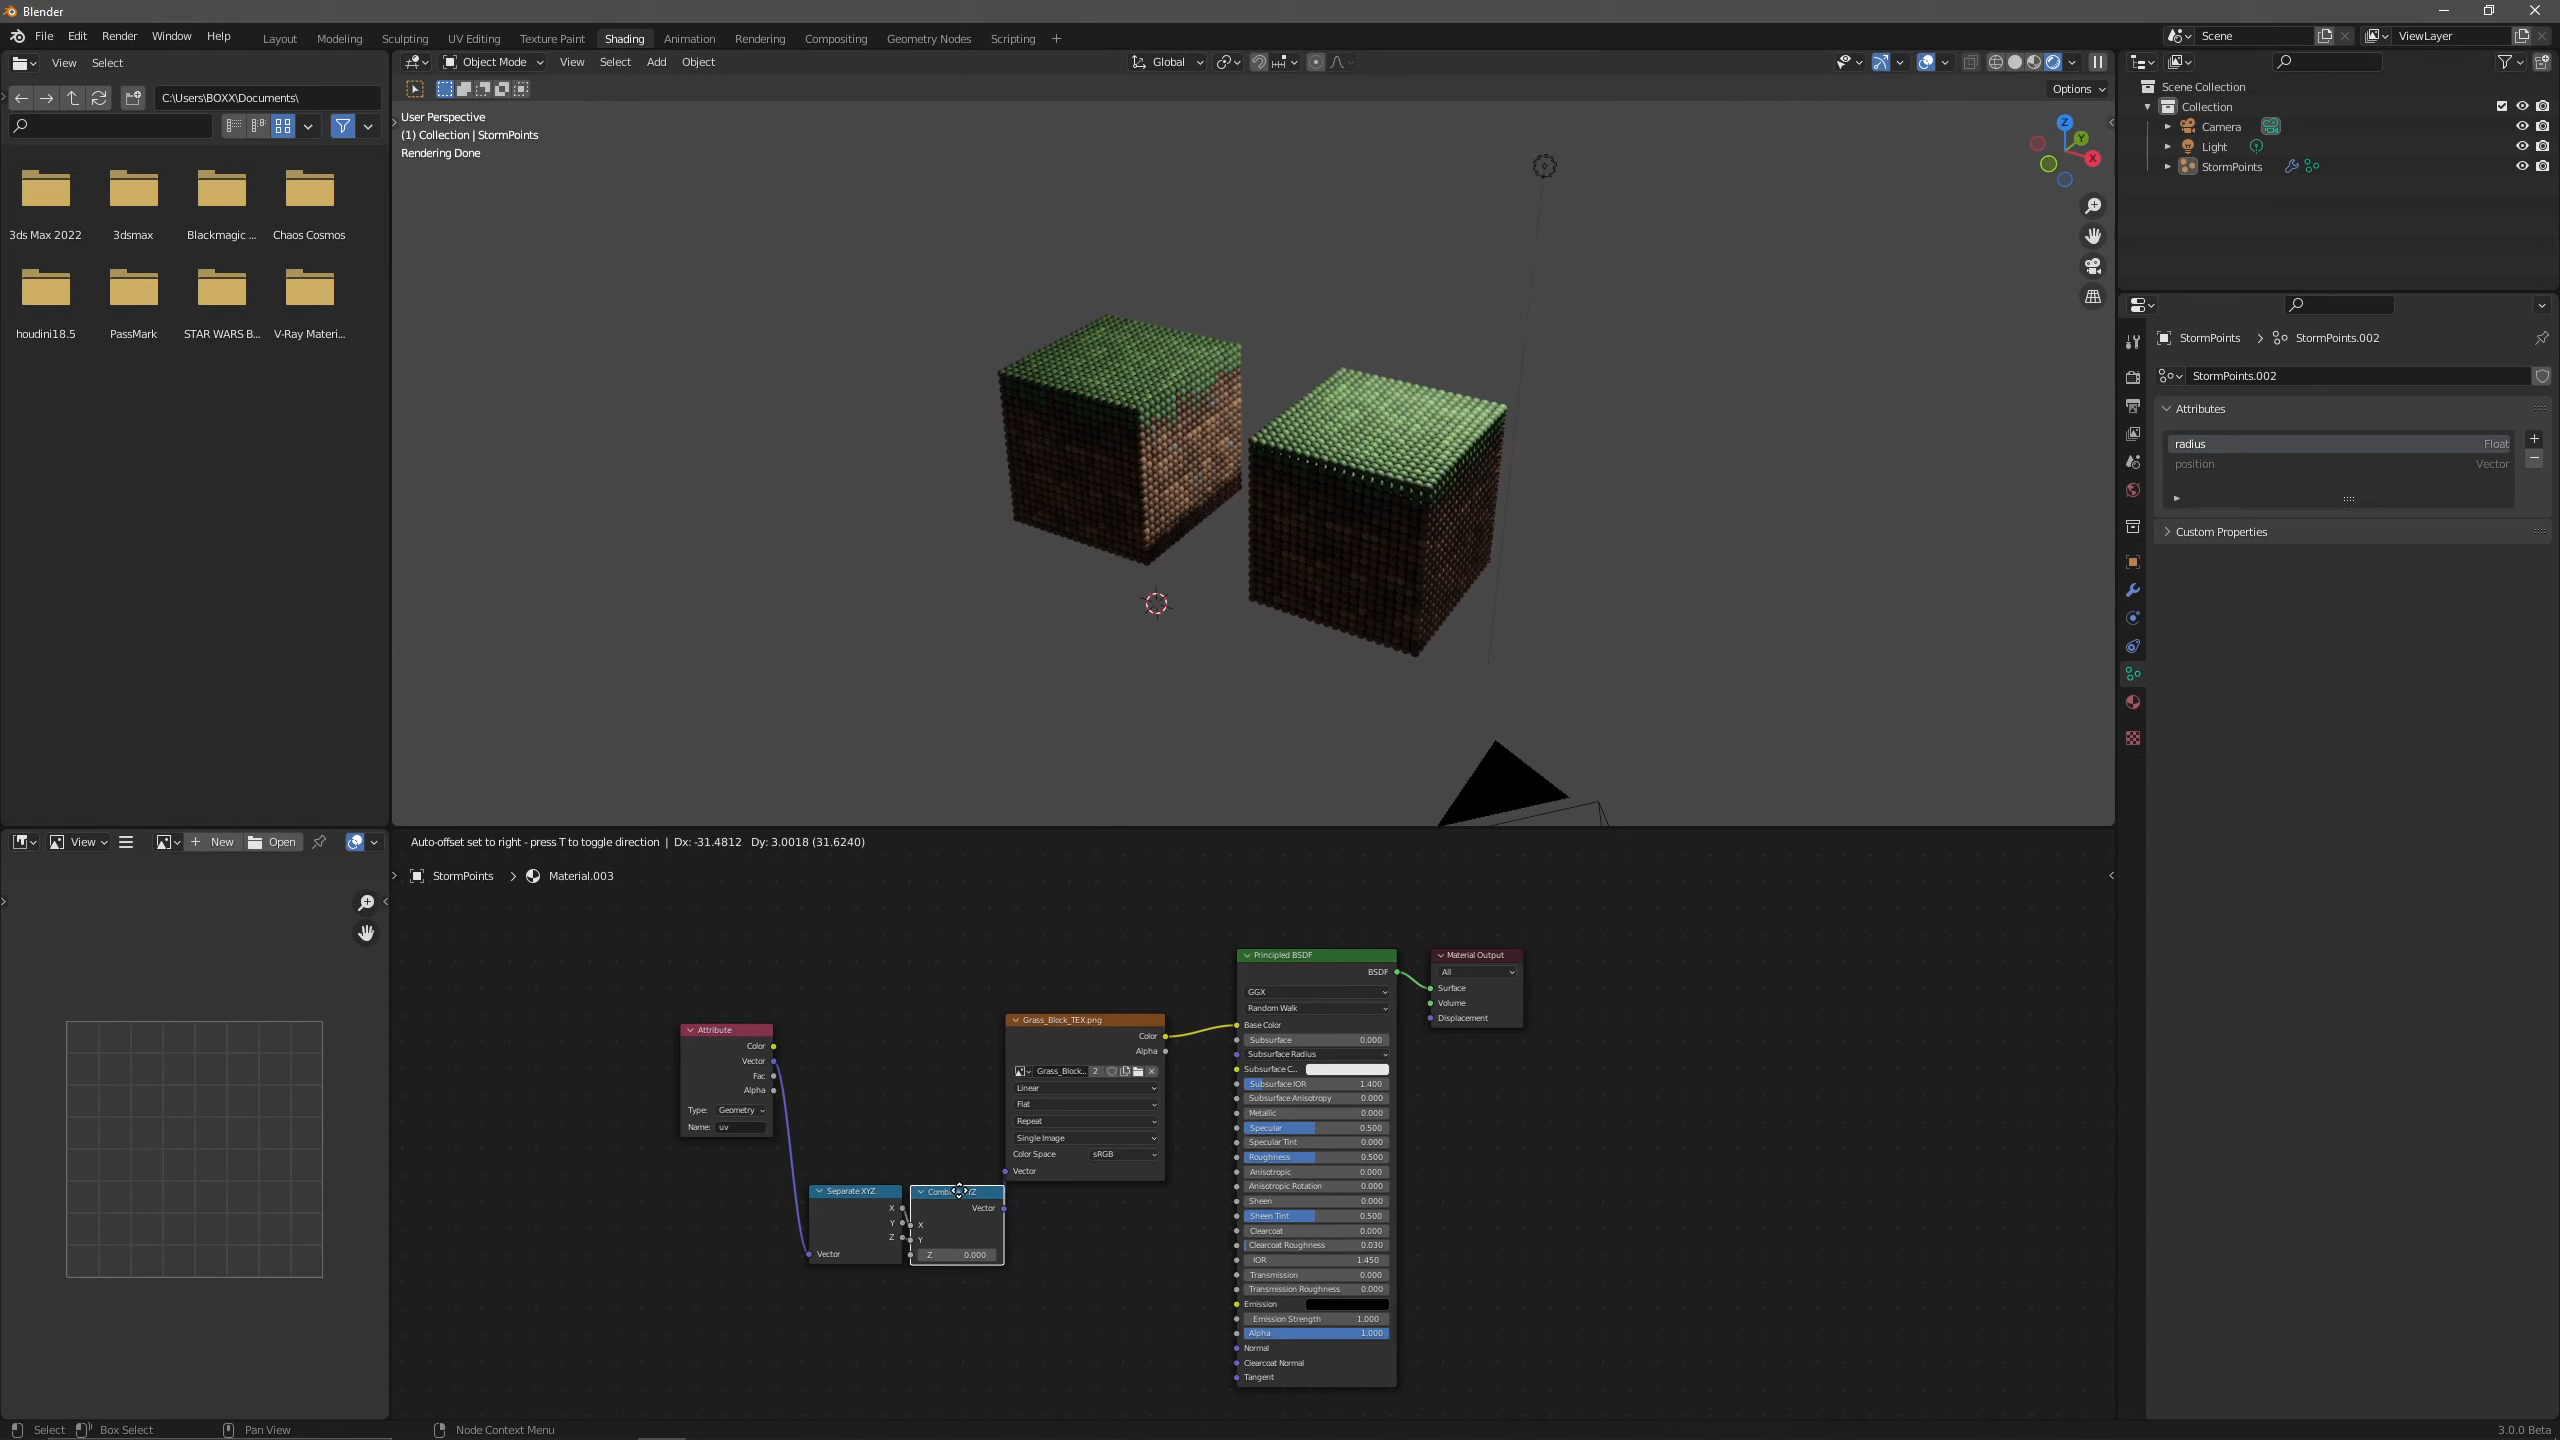 Blender
File Edit Render Window Help
Layout Modeling Sculpting UV Editing Texture Paint Shading Animation Rendering Compositing Geometry Nodes Scripting +
Scene
ViewLayer
View Select
Object Mode View Select Add Object
Global
C:\Users\BOXX\Documents\
Options
User Perspective
(1) Collection | StormPoints
Rendering Done
Z
Y
X
3ds Max 2022
3dsmax
Blackmagic ...
Chaos Cosmos
houdini18.5
PassMark
STAR WARS B...
V-Ray Materi...
Scene Collection
Collection
Camera
Light
StormPoints
StormPoints > StormPoints.002
StormPoints.002
Attributes
radius Float
position Vector
Custom Properties
View
New
Open
Auto-offset set to right - press T to toggle direction | Dx: -31.4812 Dy: 3.0018 (31.6240)
StormPoints > Material.003
Attribute
Color
Vector
Fac
Alpha
Type: Geometry
Name: uv
Separate XYZ
X
Y
Z
Vector
Vector
X
Y
Z 0.000
Grass_Block_TEX.png
Color
Alpha
Grass_Block... 2
Linear
Flat
Repeat
Single Image
Color Space sRGB
Vector
Principled BSDF
BSDF
GGX
Random Walk
Base Color
Subsurface 0.000
Subsurface Radius
Subsurface C...
Subsurface IOR 1.400
Subsurface Anisotropy 0.000
Metallic 0.000
Specular 0.500
Specular Tint 0.000
Roughness 0.500
Anisotropic 0.000
Anisotropic Rotation 0.000
Sheen 0.000
Sheen Tint 0.500
Clearcoat 0.000
Clearcoat Roughness 0.030
IOR 1.450
Transmission 0.000
Transmission Roughness 0.000
Emission
Emission Strength 1.000
Alpha 1.000
Normal
Clearcoat Normal
Tangent
Material Output
All
Surface
Volume
Displacement
Select
Box Select
Pan View
Node Context Menu
3.0.0 Beta